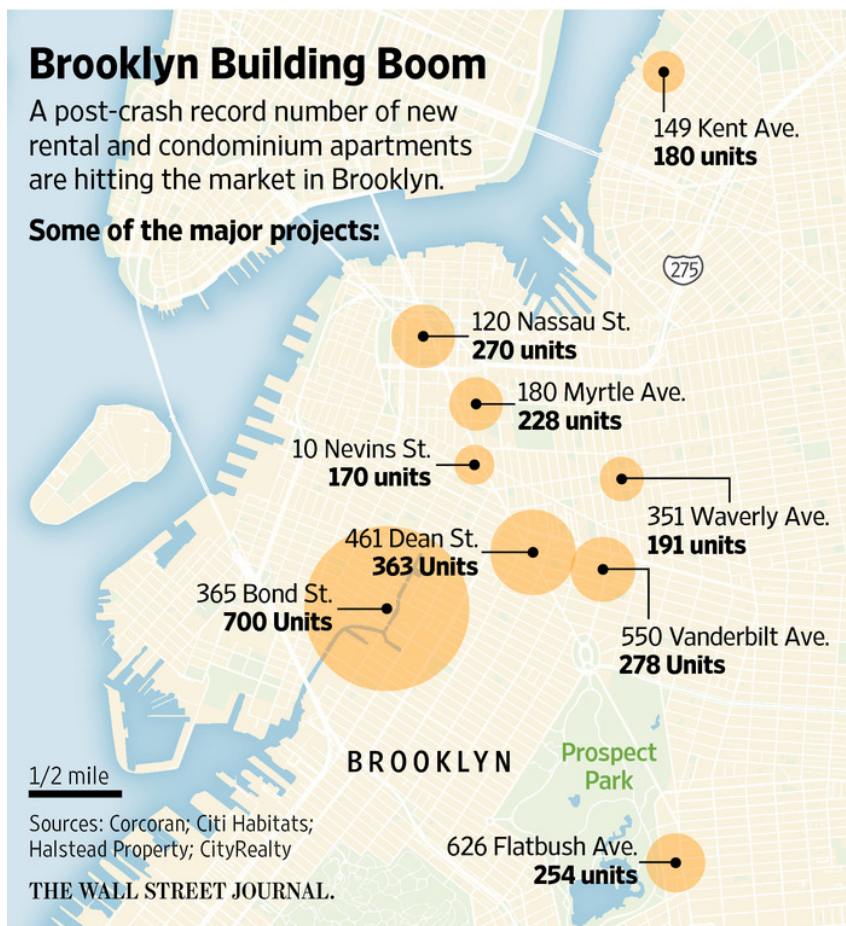 Brooklyn Building Boom
A post-crash record number of new
rental and condominium apartments
are hitting the market in Brooklyn.
Some of the major projects:
149 Kent Ave.
180 units
275
120 Nassau St.
270 units
180 Myrtle Ave.
228 units
10 Nevins St.
170 units
351 Waverly Ave.
191 units
461 Dean St.
363 Units
365 Bond St.
700 Units
550 Vanderbilt Ave.
278 Units
BROOKLYN
Prospect
Park
1/2 mile
626 Flatbush Ave.
254 units
Sources: Corcoran; Citi Habitats;
Halstead Property; CityRealty
THE WALL STREET JOURNAL.